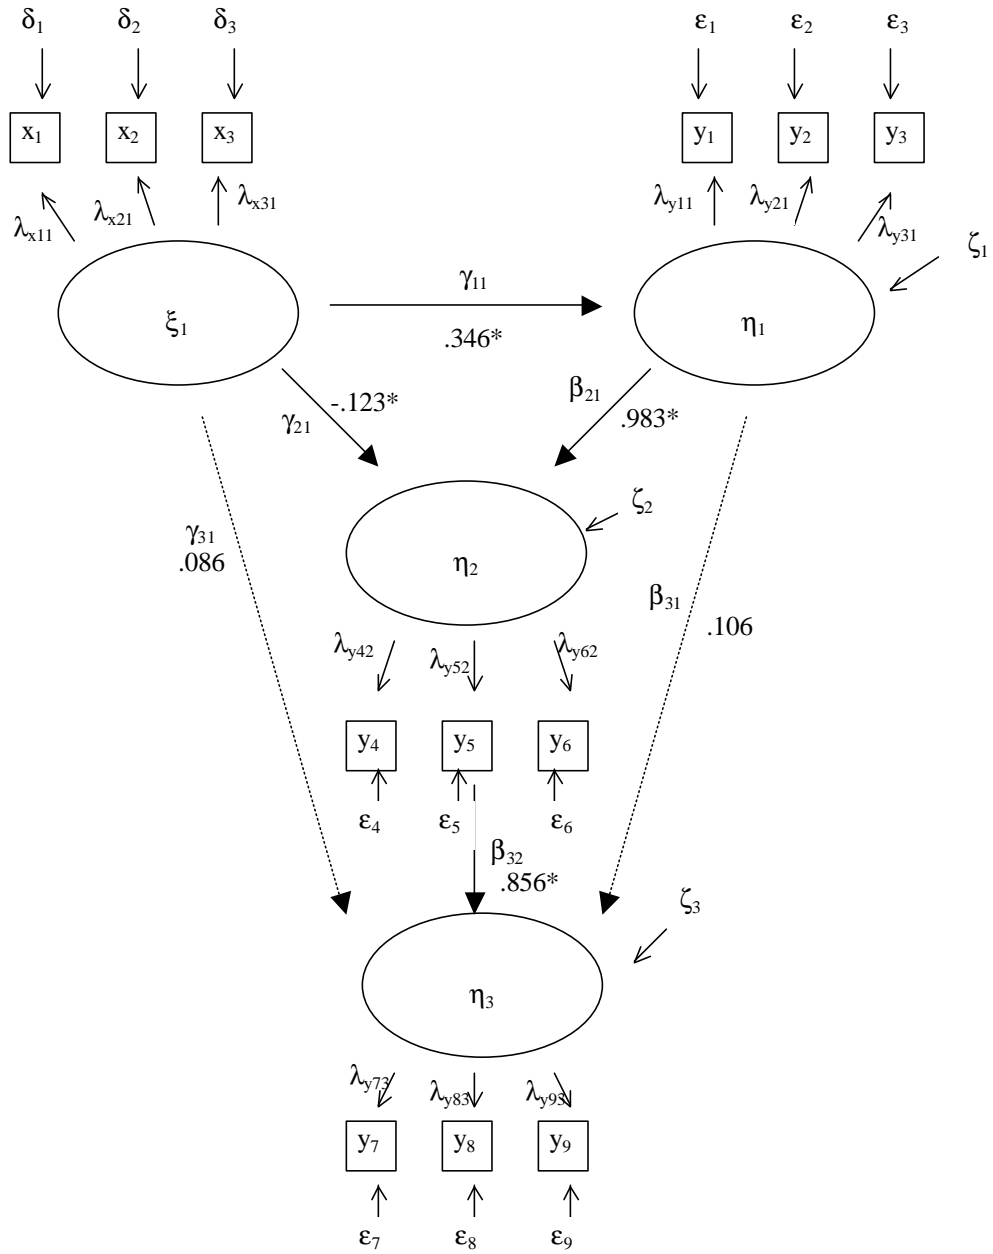 δ₁ δ₂ δ₃ ε₁ ε₂ ε₃
x₁ x₂ x₃ y₁ y₂ y₃
λₓ₁₁ λₓ₂₁ λₓ₃₁ λy₁₁ λy₂₁ λy₃₁
ζ₁
γ₁₁
ξ₁ η₁
.346*
-.123* β₂₁
γ₂₁ .983*
ζ₂
γ₃₁
.086
η₂
β₃₁
.106
λy₄₂ λy₅₂ λy₆₂
y₄ y₅ y₆
ε₄ ε₅ ε₆
β₃₂
.856*
ζ₃
η₃
λy₇₃ λy₈₃ λy₉₃
y₇ y₈ y₉
ε₇ ε₈ ε₉